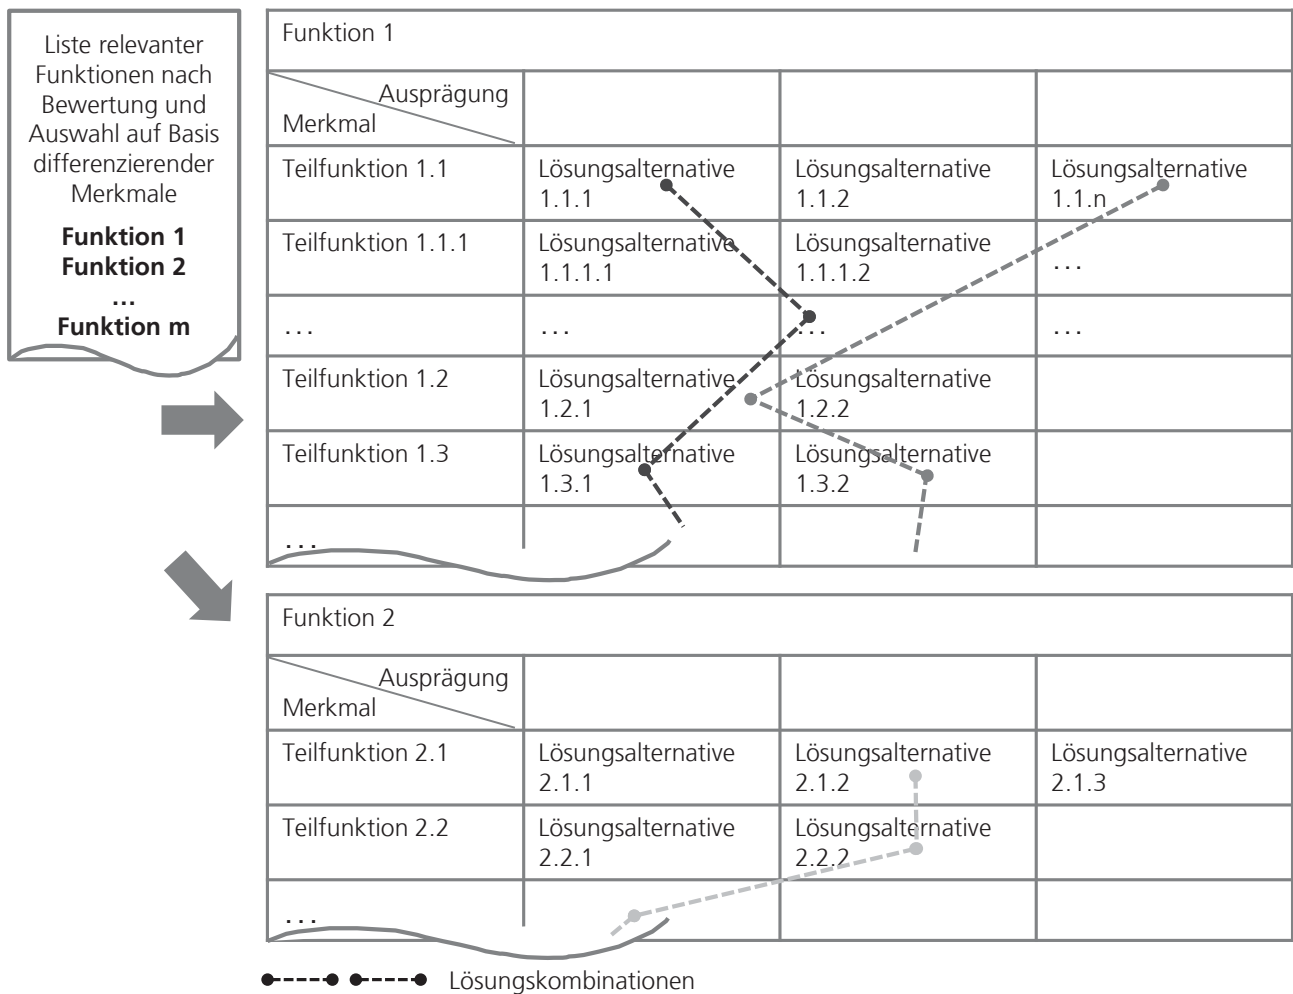 Liste relevanter
Funktionen nach
Bewertung und
Auswahl auf Basis
differenzierender
Merkmale
Funktion 1
Funktion 2
...
Funktion m
Funktion 1
Ausprägung
Merkmal
Teilfunktion 1.1 Lösungsalternative Lösungsalternative Lösungsalternative
1.1.1 1.1.2 1.1.n
Teilfunktion 1.1.1 Lösungsalternative Lösungsalternative
1.1.1.1 1.1.1.2 ...
... ... ... ...
Teilfunktion 1.2 Lösungsalternative Lösungsalternative
1.2.1 1.2.2
Teilfunktion 1.3 Lösungsalternative Lösungsalternative
1.3.1 1.3.2
...
Funktion 2
Ausprägung
Merkmal
Teilfunktion 2.1 Lösungsalternative Lösungsalternative Lösungsalternative
2.1.1 2.1.2 2.1.3
Teilfunktion 2.2 Lösungsalternative Lösungsalternative
2.2.1 2.2.2
...
Lösungskombinationen